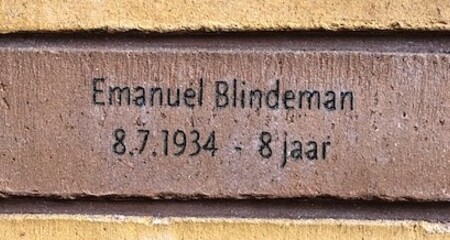 Emanuel Blindeman
8.7.1934 - 8 jaar